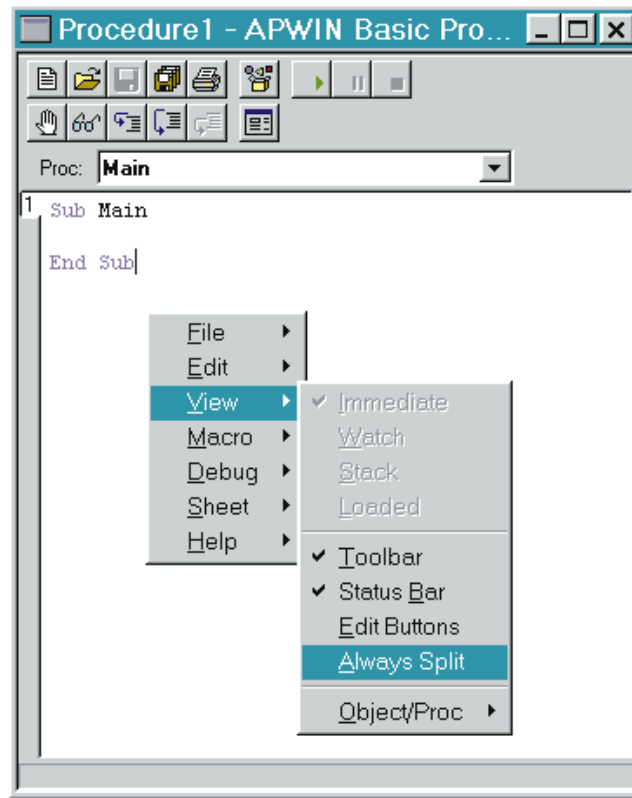 Procedure1 - APWIN Basic Pro...
Proc: Main
1
Sub Main
End Sub
File
Edit
View
Macro
Debug
Sheet
Help
Immediate
Watch
Stack
Loaded
Toolbar
Status Bar
Edit Buttons
Always Split
Object/Proc